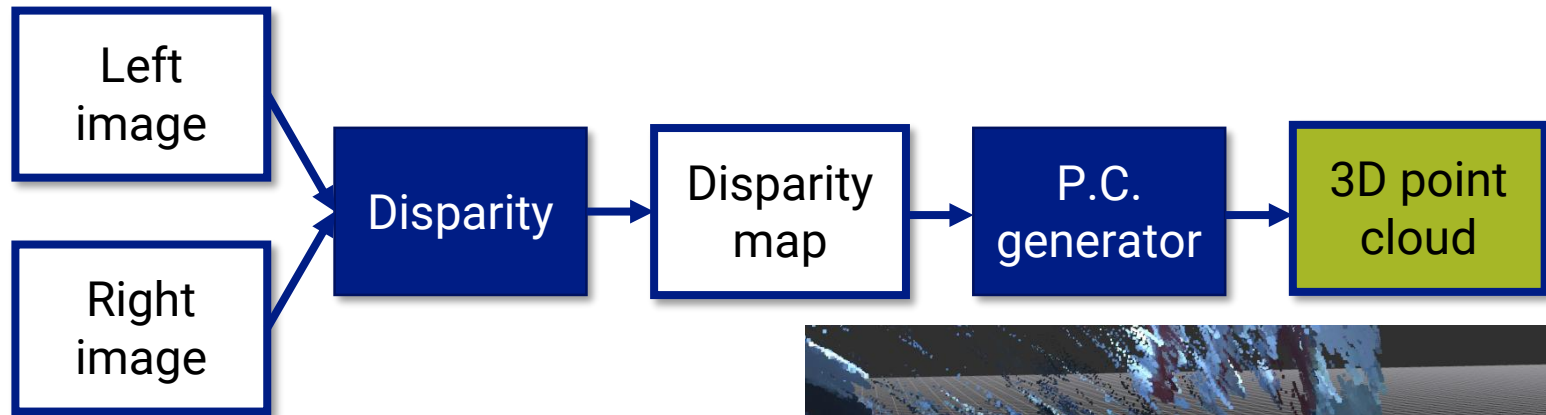 Left
image
Right
image
Disparity
Disparity
map
P.C.
generator
3D point
cloud